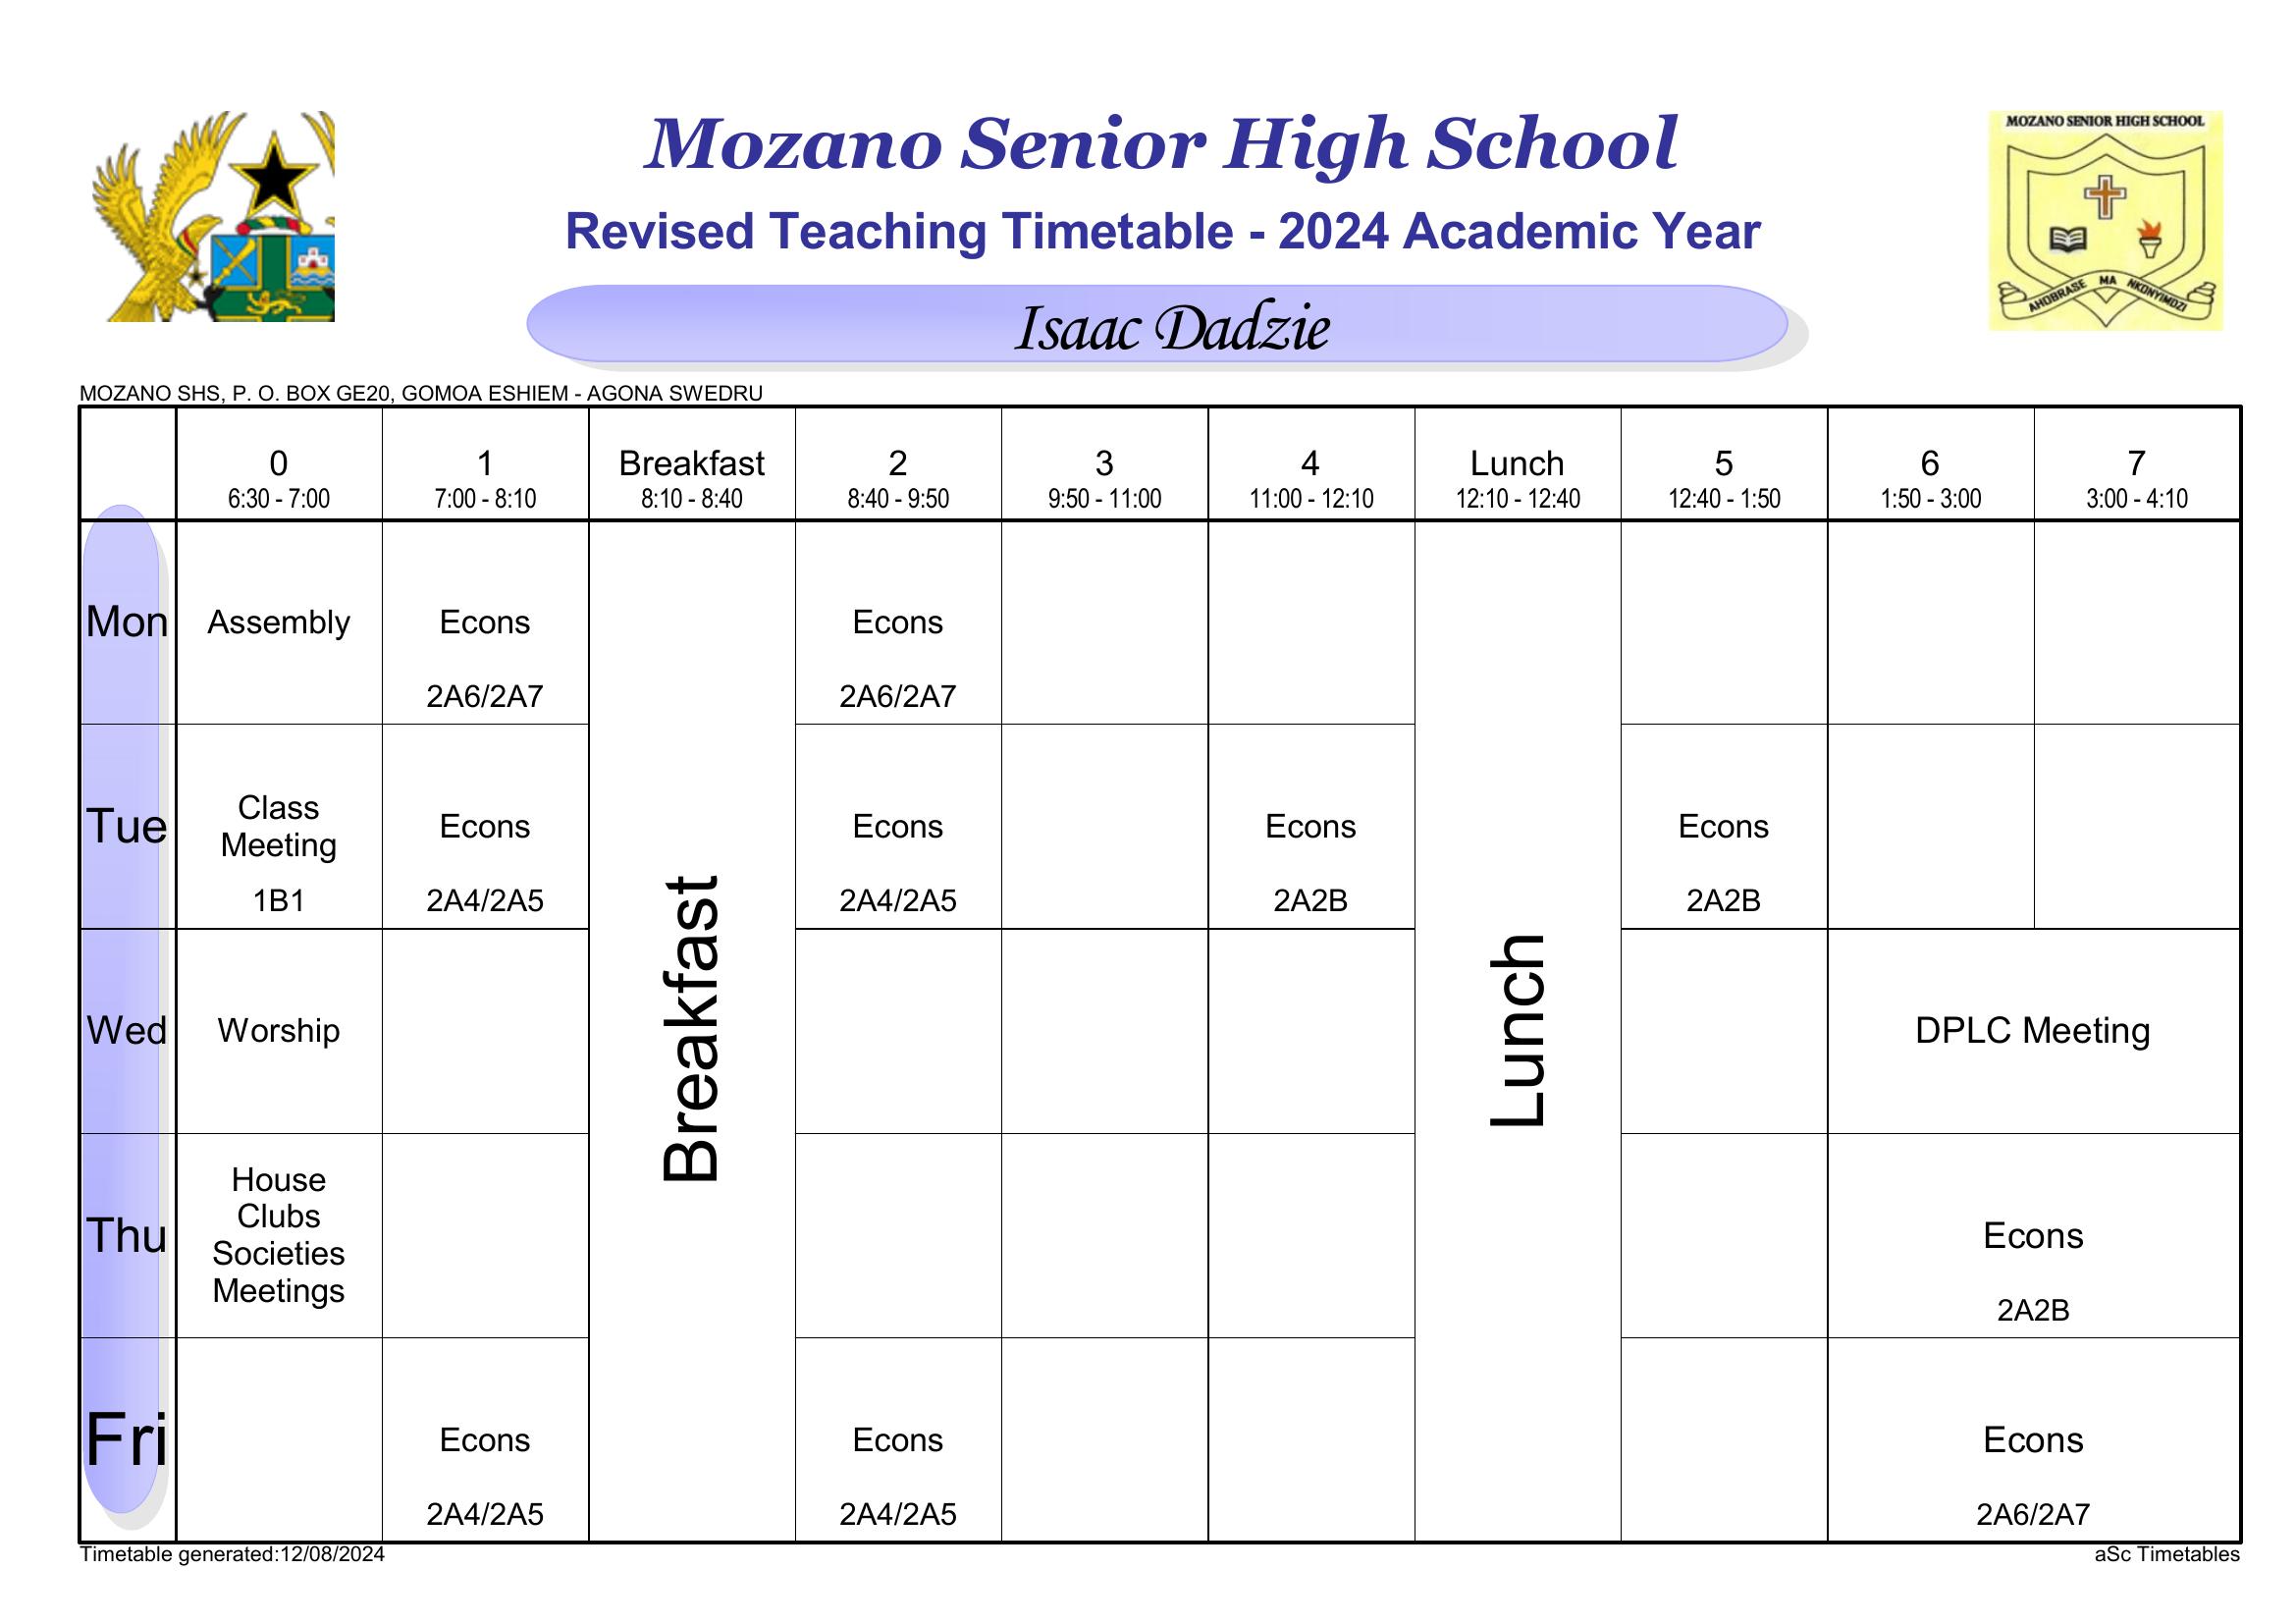 MOZANO SENIOR HIGH SCHOOL
AHOBRASE MA NKONYIMDZI
Mozano Senior High School
Revised Teaching Timetable - 2024 Academic Year
Isaac Dadzie
MOZANO SHS, P. O. BOX GE20, GOMOA ESHIEM - AGONA SWEDRU
0 1 Breakfast 2 3 4 Lunch 5 6 7
6:30 - 7:00 7:00 - 8:10 8:10 - 8:40 8:40 - 9:50 9:50 - 11:00 11:00 - 12:10 12:10 - 12:40 12:40 - 1:50 1:50 - 3:00 3:00 - 4:10
Breakfast
Lunch
Mon Assembly Econs Econs
2A6/2A7 2A6/2A7
Class
Tue Econs Econs Econs Econs
Meeting
1B1 2A4/2A5 2A4/2A5 2A2B 2A2B
Wed Worship DPLC Meeting
House
Clubs
Thu Econs
Societies
Meetings
2A2B
Fri Econs Econs Econs
2A4/2A5 2A4/2A5 2A6/2A7
Timetable generated:12/08/2024 aSc Timetables